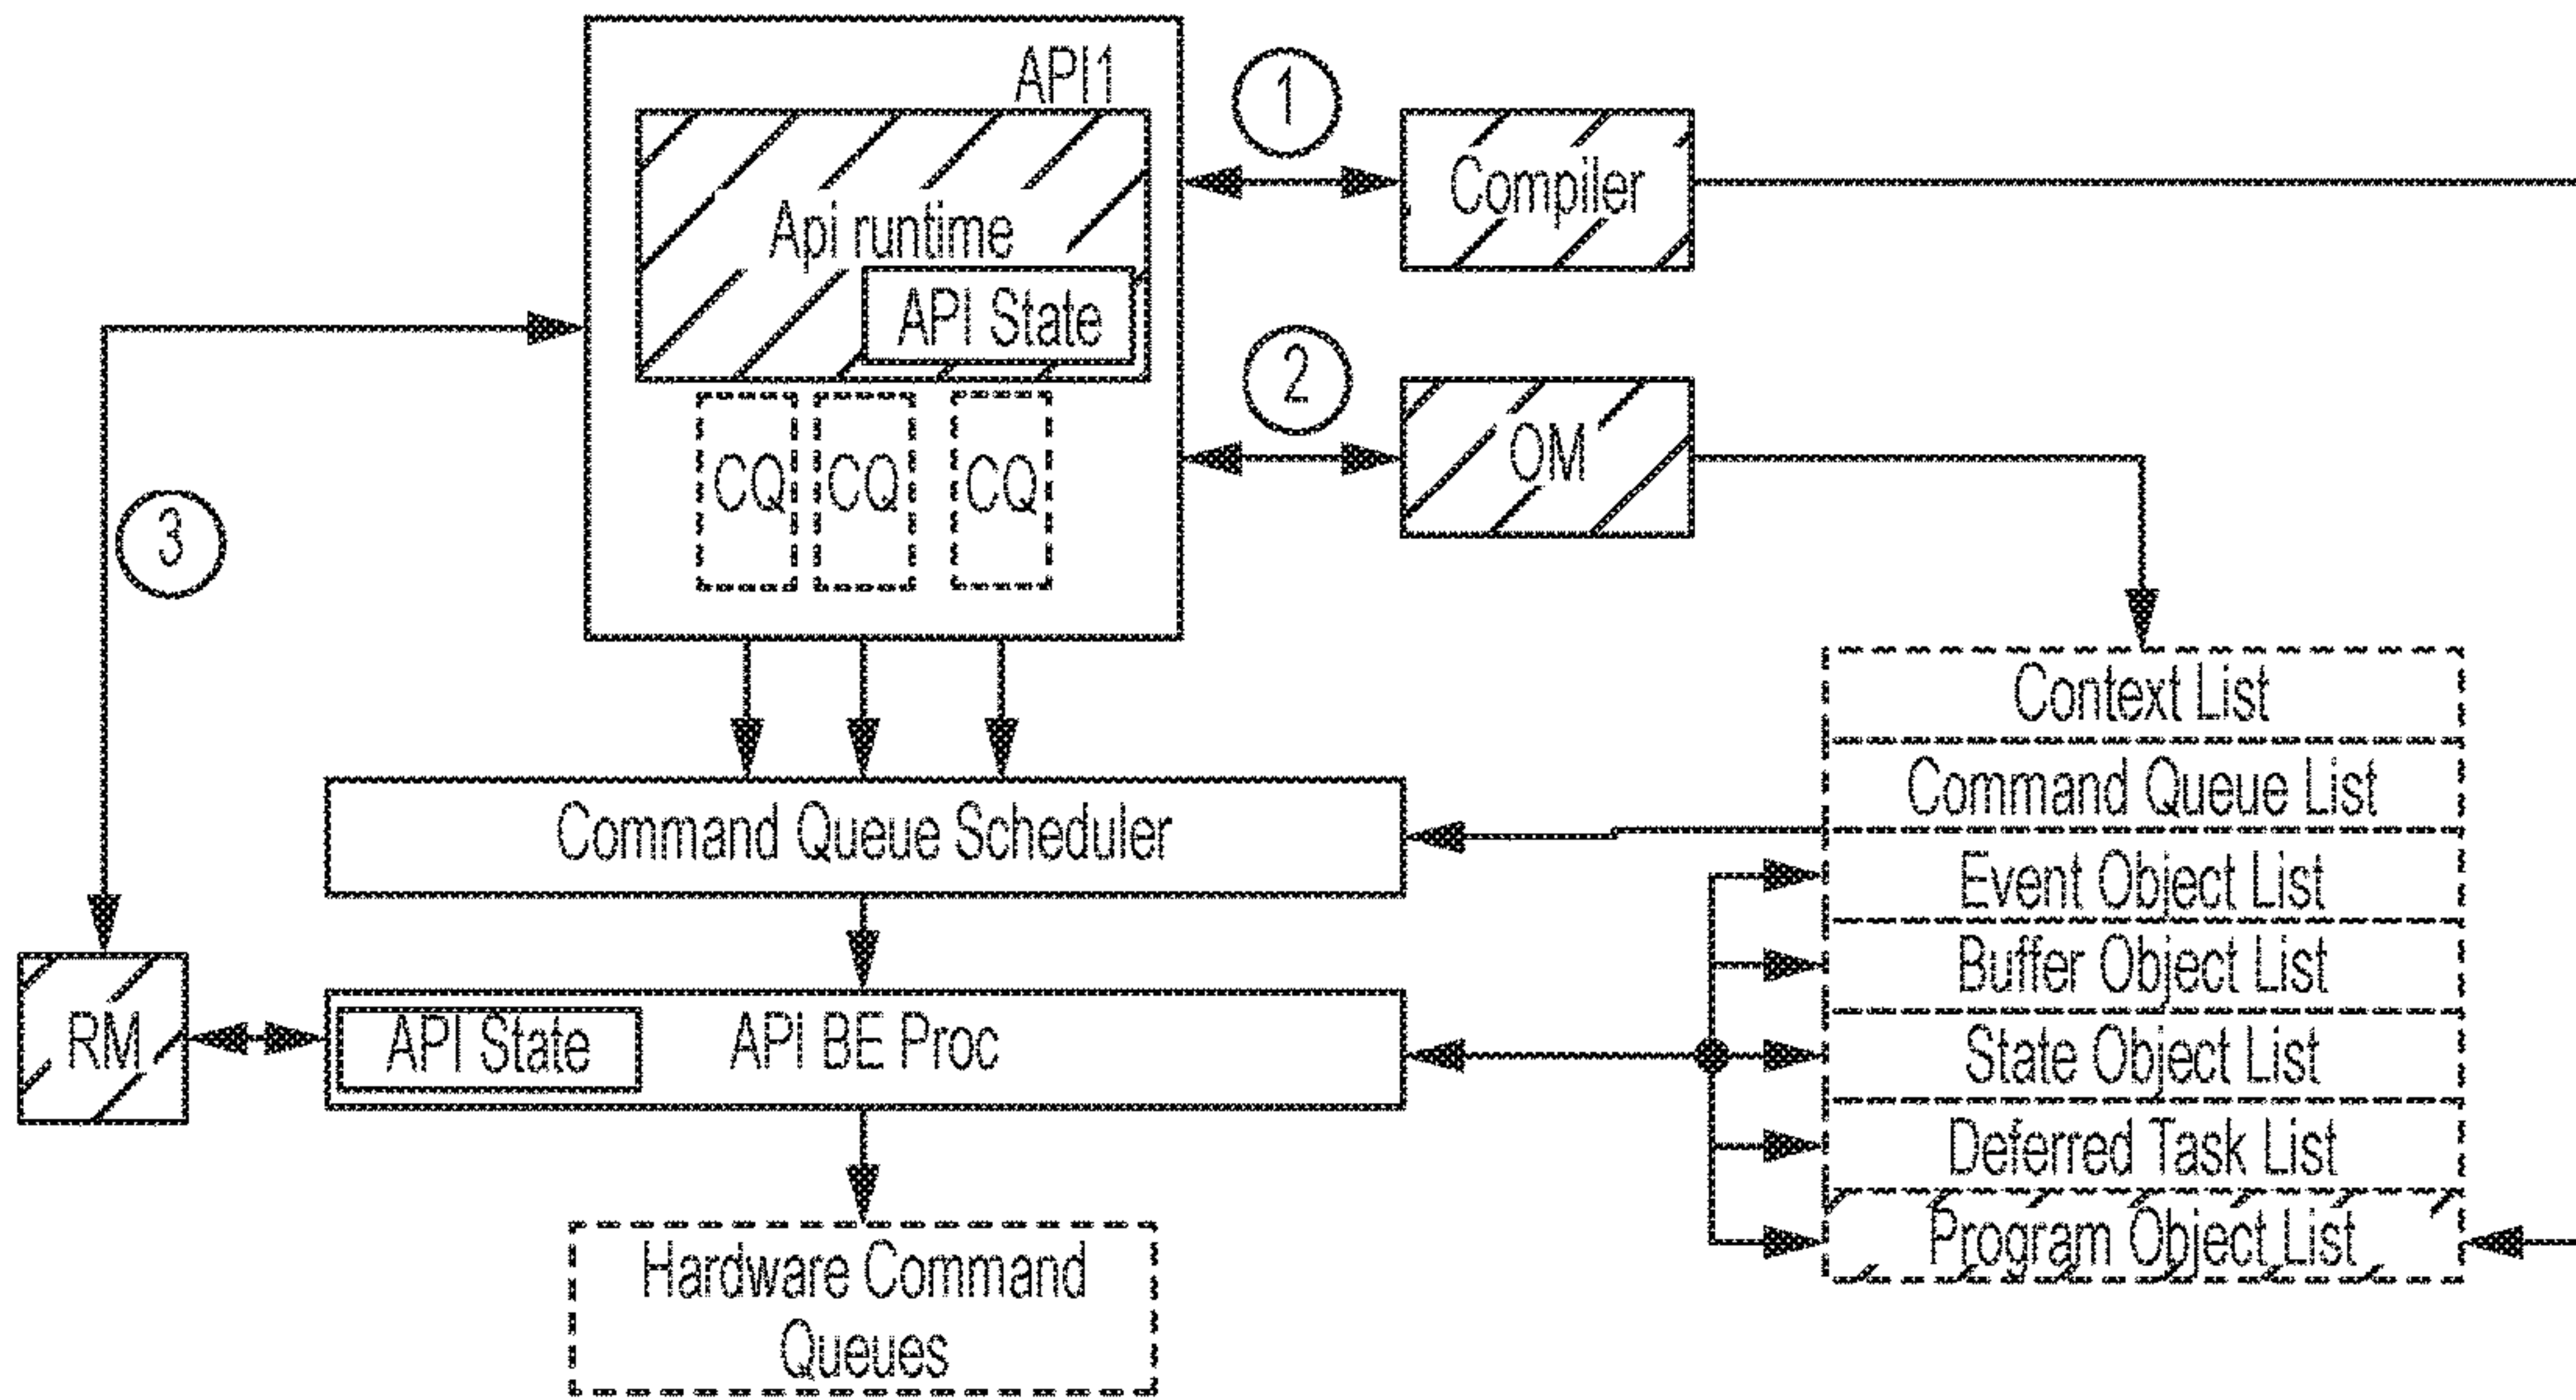 API1
1
Compiler
Api runtime
API State
2
CQ CQ CQ
OM
3
Context List
Command Queue List
Command Queue Scheduler
Event Object List
Buffer Object List
RM
API State
API BE Proc
State Object List
Deferred Task List
Program Object List
Hardware Command
Queues